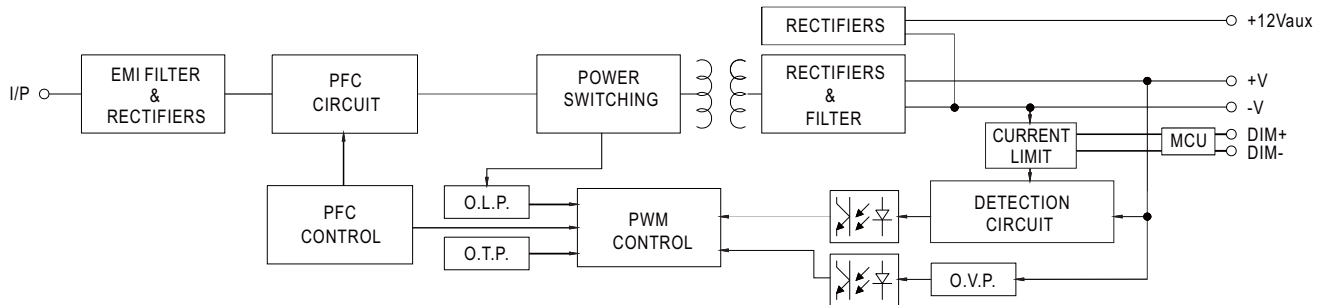 RECTIFIERS
+12Vaux
I/P
EMI FILTER
&
RECTIFIERS
PFC
CIRCUIT
POWER
SWITCHING
RECTIFIERS
&
FILTER
+V
-V
CURRENT
LIMIT
MCU
DIM+
DIM-
PFC
CONTROL
O.L.P.
O.T.P.
PWM
CONTROL
DETECTION
CIRCUIT
O.V.P.